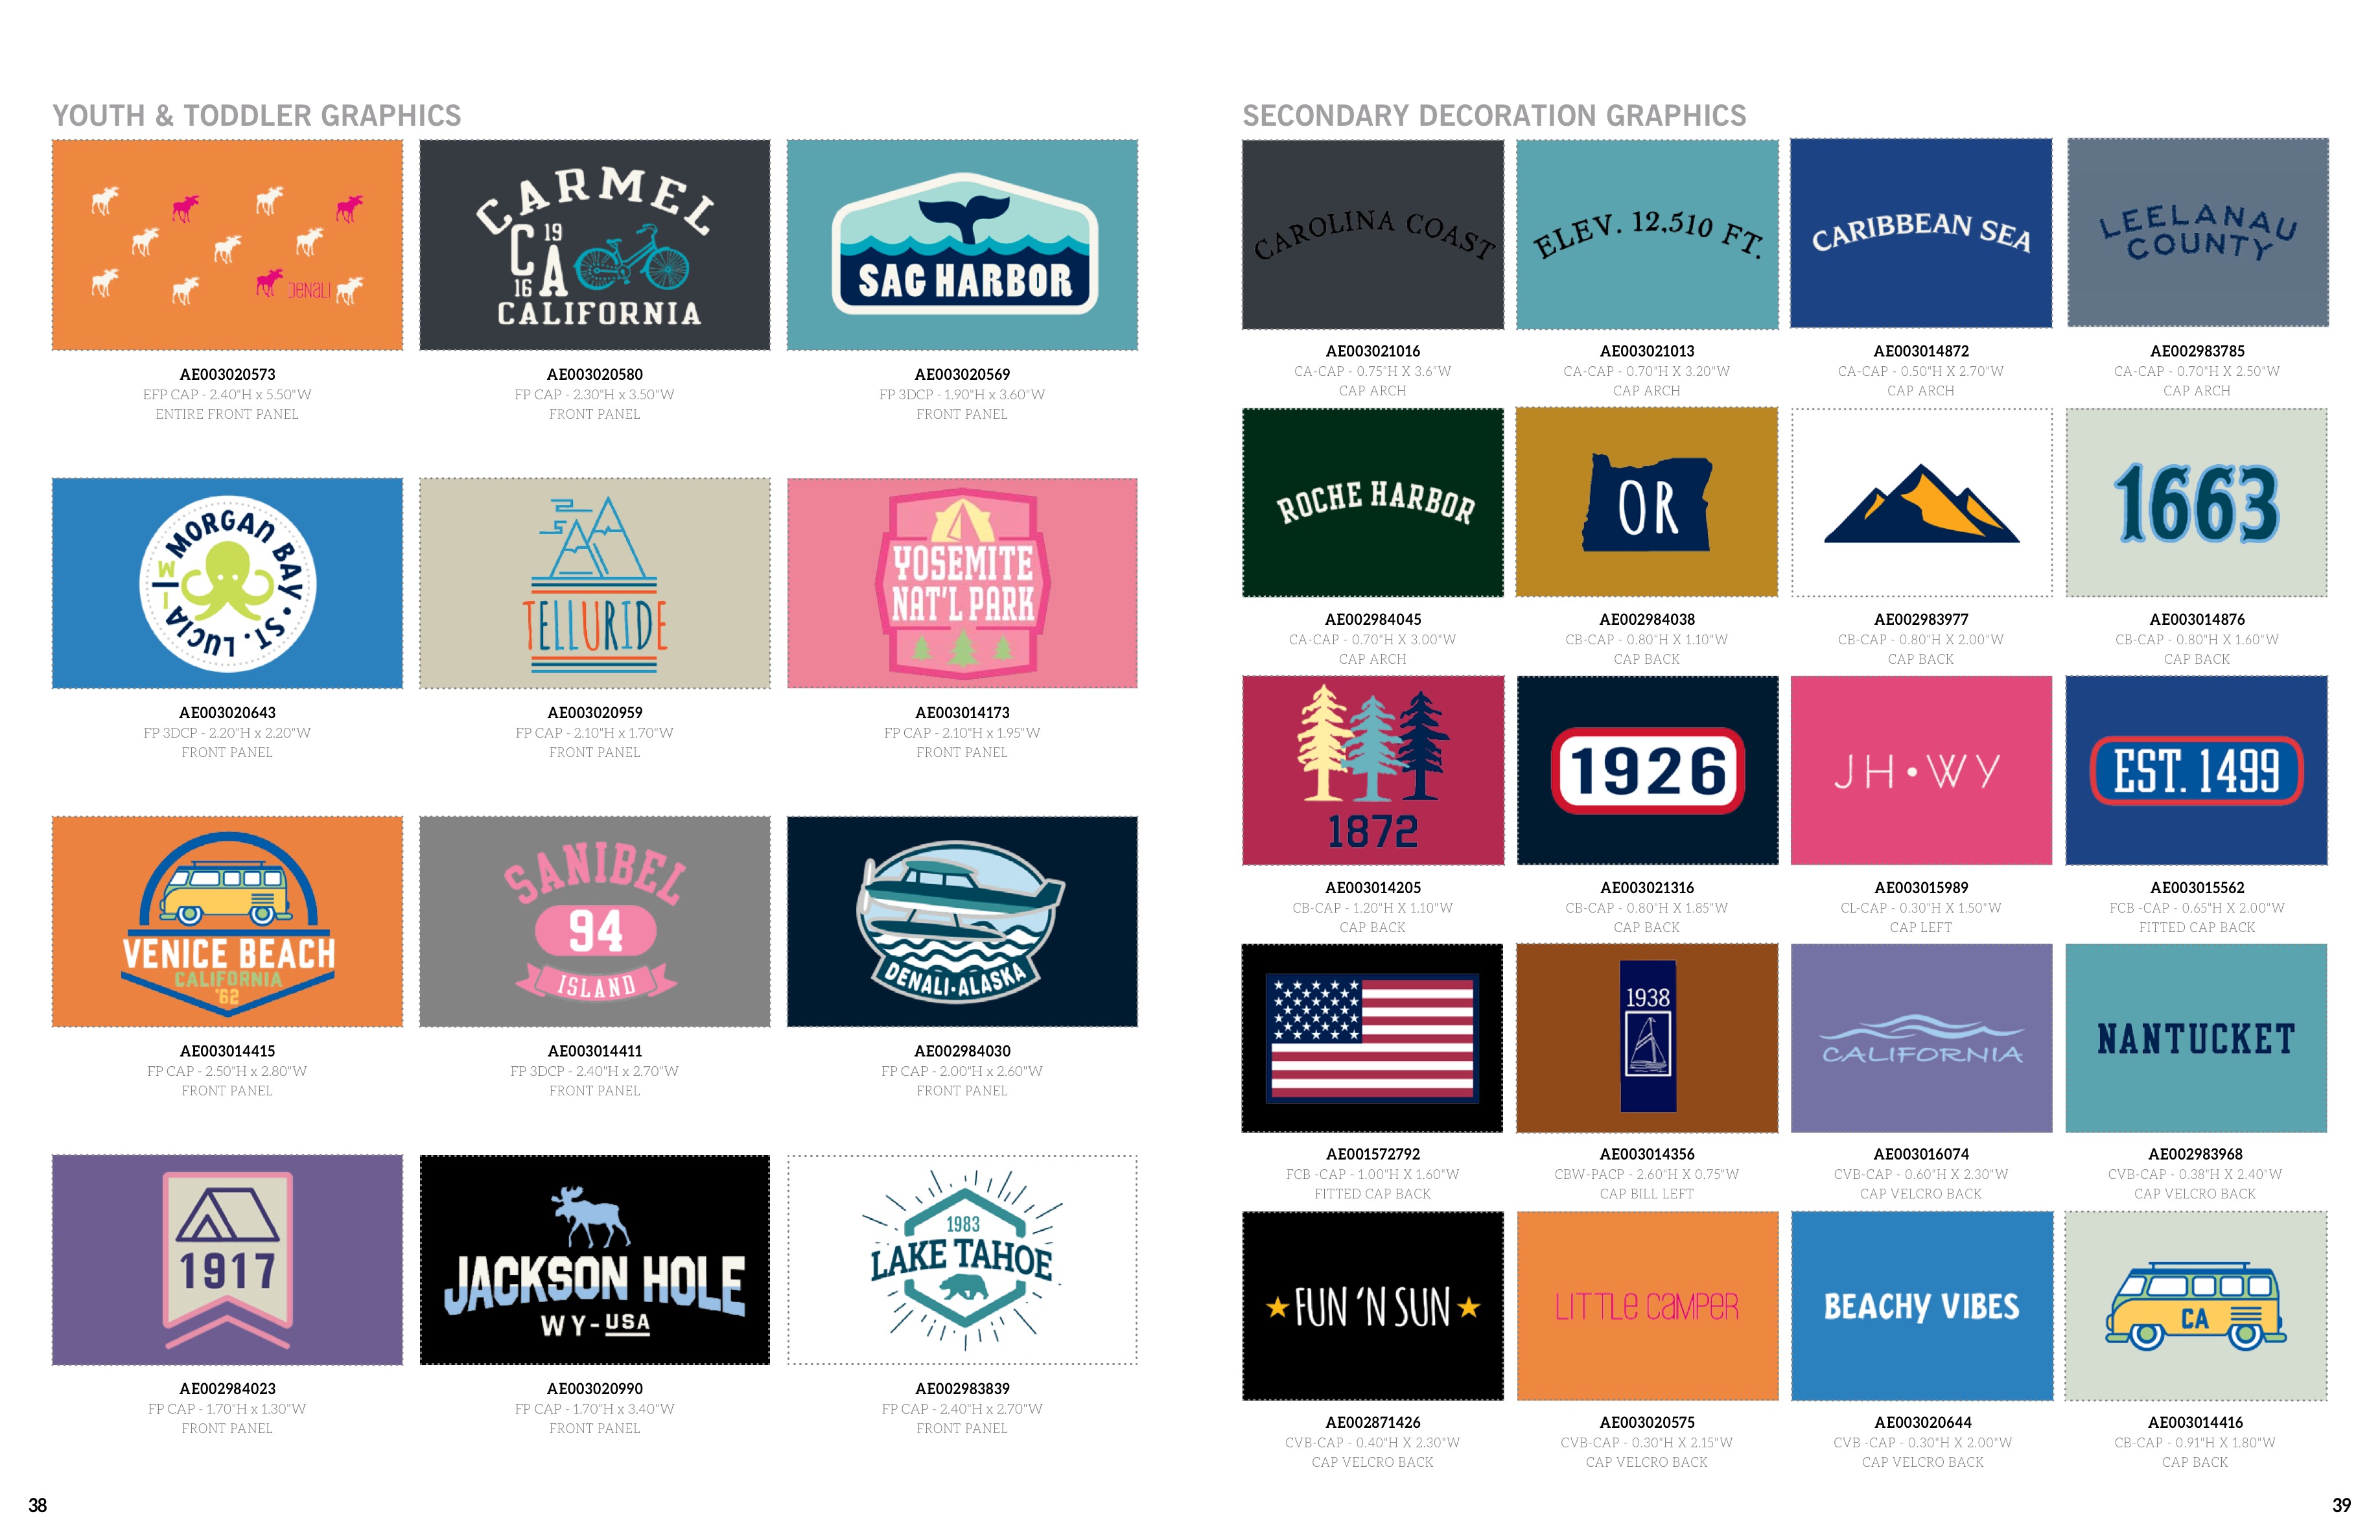 YOUTH & TODDLER GRAPHICS
DENALI
AE003020573
EFP CAP - 2.40"H x 5.50"W
ENTIRE FRONT PANEL
CARMEL
CA
19
16
CALIFORNIA
AE003020580
FP CAP - 2.30"H x 3.50"W
FRONT PANEL
SAG HARBOR
AE003020569
FP 3DCP - 1.90"H x 3.60"W
FRONT PANEL
MORGAN BAY • ST. LUCIA
WI
AE003020643
FP 3DCP - 2.20"H x 2.20"W
FRONT PANEL
TELLURIDE
AE003020959
FP CAP - 2.10"H x 1.70"W
FRONT PANEL
YOSEMITE
NAT'L PARK
AE003014173
FP CAP - 2.10"H x 1.95"W
FRONT PANEL
VENICE BEACH
CALIFORNIA
'62
AE003014415
FP CAP - 2.50"H x 2.80"W
FRONT PANEL
SANIBEL
94
ISLAND
AE003014411
FP 3DCP - 2.40"H x 2.70"W
FRONT PANEL
DENALI•ALASKA
AE002984030
FP CAP - 2.00"H x 2.60"W
FRONT PANEL
1917
AE002984023
FP CAP - 1.70"H x 1.30"W
FRONT PANEL
JACKSON HOLE
WY-USA
AE003020990
FP CAP - 1.70"H x 3.40"W
FRONT PANEL
1983
LAKE TAHOE
AE002983839
FP CAP - 2.40"H x 2.70"W
FRONT PANEL
38
SECONDARY DECORATION GRAPHICS
CAROLINA COAST
AE003021016
CA-CAP - 0.75"H X 3.6"W
CAP ARCH
ELEV. 12,510 FT.
AE003021013
CA-CAP - 0.70"H X 3.20"W
CAP ARCH
CARIBBEAN SEA
AE003014872
CA-CAP - 0.50"H X 2.70"W
CAP ARCH
LEELANAU
COUNTY
AE002983785
CA-CAP - 0.70"H X 2.50"W
CAP ARCH
ROCHE HARBOR
AE002984045
CA-CAP - 0.70"H X 3.00"W
CAP ARCH
OR
AE002984038
CB-CAP - 0.80"H X 1.10"W
CAP BACK
AE002983977
CB-CAP - 0.80"H X 2.00"W
CAP BACK
1663
AE003014876
CB-CAP - 0.80"H X 1.60"W
CAP BACK
1872
AE003014205
CB-CAP - 1.20"H X 1.10"W
CAP BACK
1926
AE003021316
CB-CAP - 0.80"H X 1.85"W
CAP BACK
JH•WY
AE003015989
CL-CAP - 0.30"H X 1.50"W
CAP LEFT
EST. 1499
AE003015562
FCB -CAP - 0.65"H X 2.00"W
FITTED CAP BACK
AE001572792
FCB -CAP - 1.00"H X 1.60"W
FITTED CAP BACK
1938
AE003014356
CBW-PACP - 2.60"H X 0.75"W
CAP BILL LEFT
CALIFORNIA
AE003016074
CVB-CAP - 0.60"H X 2.30"W
CAP VELCRO BACK
NANTUCKET
AE002983968
CVB-CAP - 0.38"H X 2.40"W
CAP VELCRO BACK
FUN 'N SUN
AE002871426
CVB-CAP - 0.40"H X 2.30"W
CAP VELCRO BACK
LITTLE CAMPER
AE003020575
CVB-CAP - 0.30"H X 2.15"W
CAP VELCRO BACK
BEACHY VIBES
AE003020644
CVB -CAP - 0.30"H X 2.00"W
CAP VELCRO BACK
CA
AE003014416
CB-CAP - 0.91"H X 1.80"W
CAP BACK
39